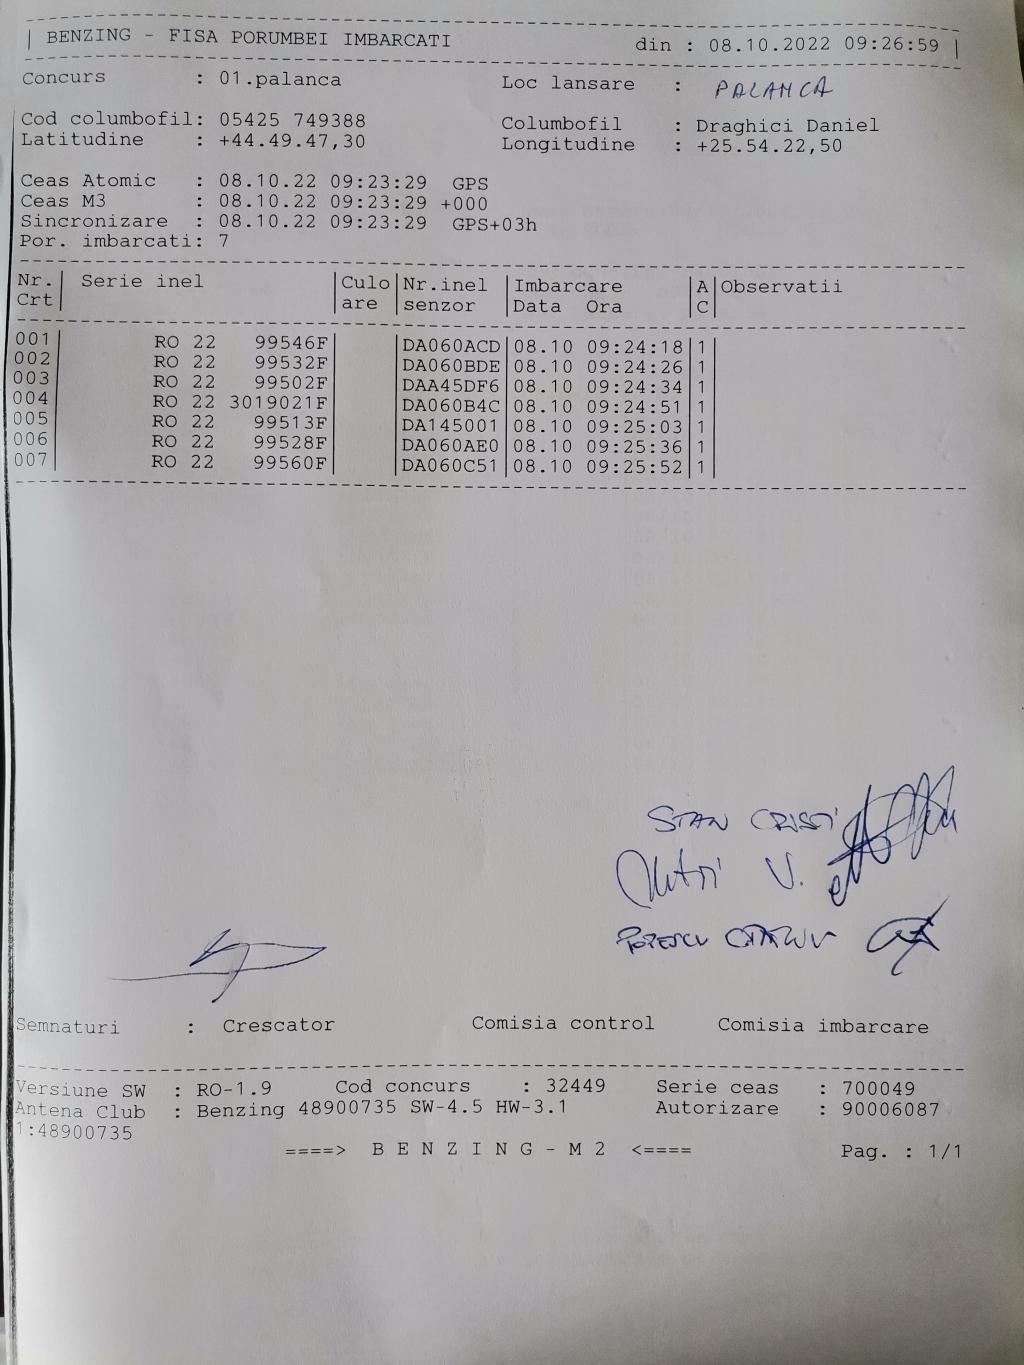 | BENZING - FISA PORUMBEI IMBARCATI din : 08.10.2022 09:26:59 |
Concurs : 01.palanca Loc lansare : PALANCA
Cod columbofil: 05425 749388 Columbofil : Draghici Daniel
Latitudine : +44.49.47,30 Longitudine : +25.54.22,50
Ceas Atomic : 08.10.22 09:23:29 GPS
Ceas M3 : 08.10.22 09:23:29 +000
Sincronizare : 08.10.22 09:23:29 GPS+03h
Por. imbarcati: 7
Nr.| Serie inel |Culo|Nr.inel |Imbarcare |A|Observatii
Crt| |are |senzor |Data Ora |C|
001| RO 22 99546F| |DA060ACD|08.10 09:24:18|1|
002| RO 22 99532F| |DA060BDE|08.10 09:24:26|1|
003| RO 22 99502F| |DAA45DF6|08.10 09:24:34|1|
004| RO 22 3019021F| |DA060B4C|08.10 09:24:51|1|
005| RO 22 99513F| |DA145001|08.10 09:25:03|1|
006| RO 22 99528F| |DA060AE0|08.10 09:25:36|1|
007| RO 22 99560F| |DA060C51|08.10 09:25:52|1|
STAN CRISTI
V.
POPESCU
Semnaturi : Crescator Comisia control Comisia imbarcare
Versiune SW : RO-1.9 Cod concurs : 32449 Serie ceas : 700049
Antena Club : Benzing 48900735 SW-4.5 HW-3.1 Autorizare : 90006087
1:48900735
====> B E N Z I N G - M 2 <==== Pag. : 1/1